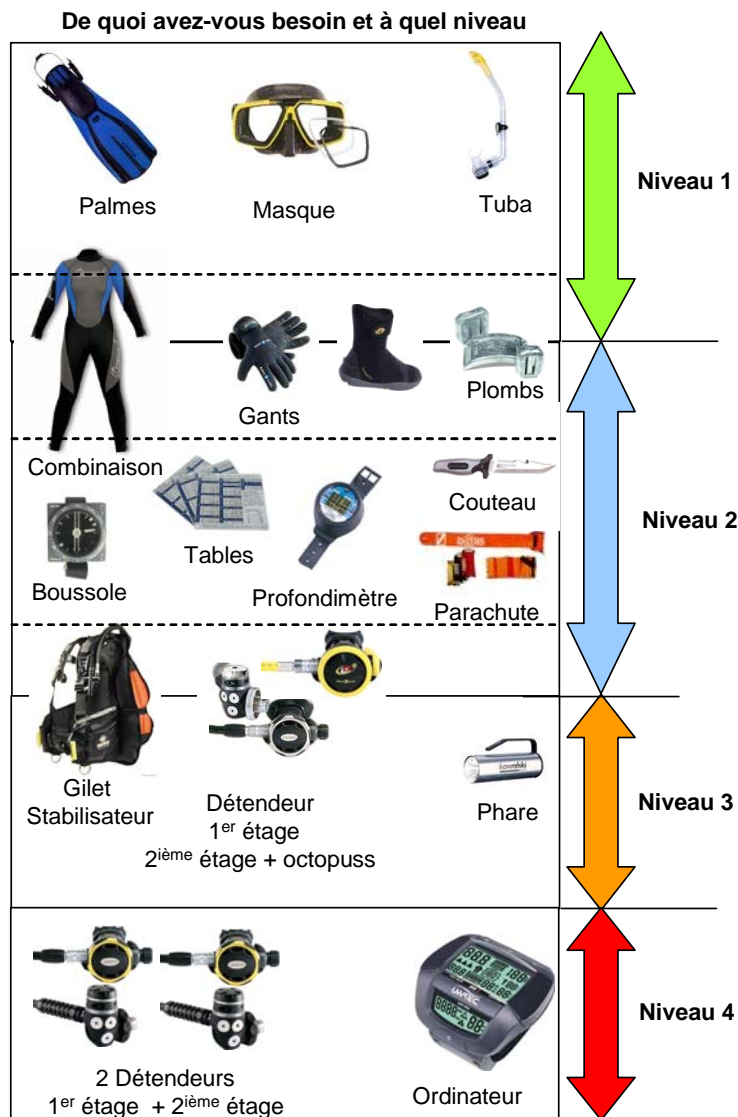 De quoi avez-vous besoin et à quel niveau
Palmes
Masque
Tuba
Niveau 1
Gants
Plombs
Combinaison
Tables
Couteau
Boussole
Profondimètre
Parachute
Niveau 2
Gilet
Stabilisateur
Détendeur
1er étage
2ième étage + octopuss
kowalski
Phare
Niveau 3
2 Détendeurs
1er étage + 2ième étage
UWATEC
Ordinateur
Niveau 4